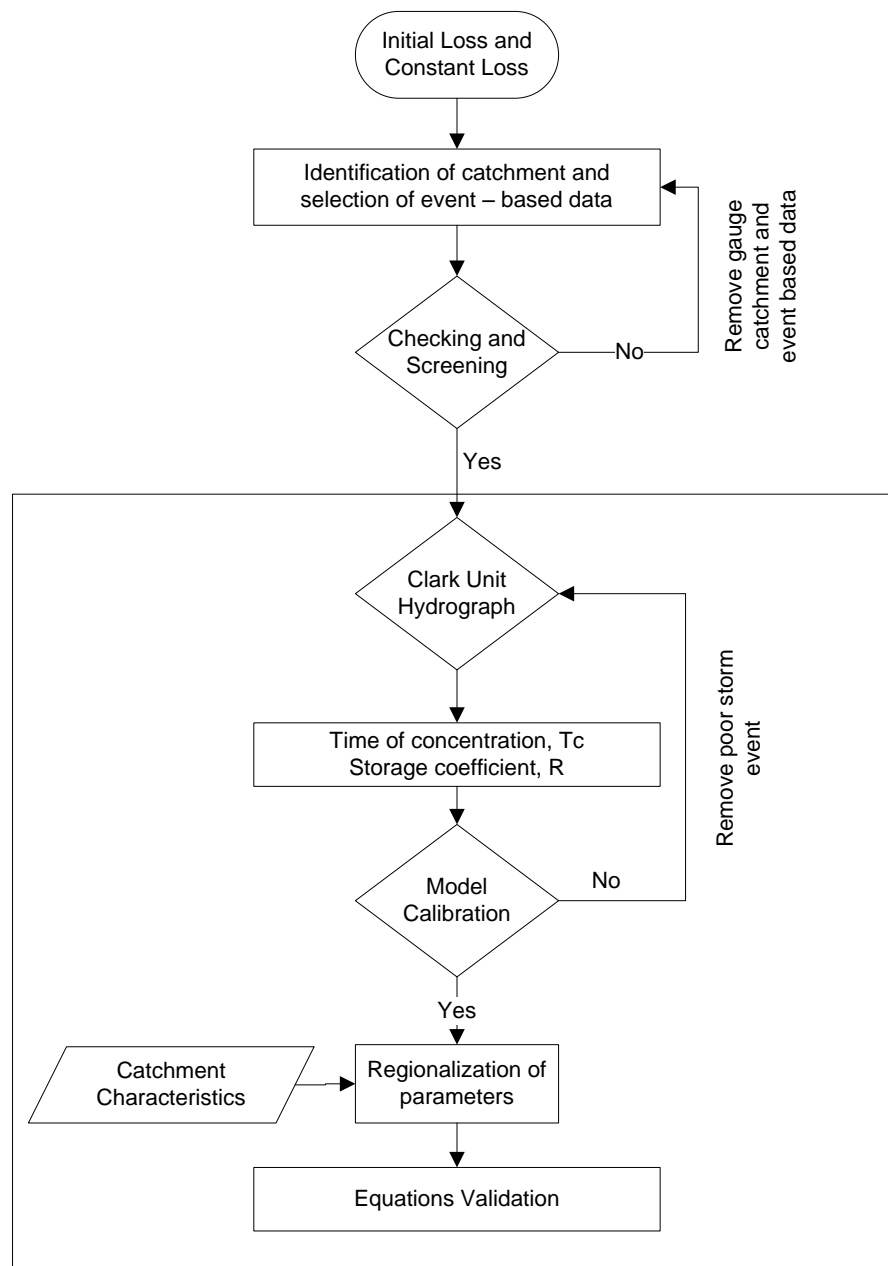 Initial Loss and
Constant Loss
Identification of catchment and
selection of event – based data
Remove gauge
catchment and
event based data
Checking and
Screening
No
Yes
Clark Unit
Hydrograph
Remove poor storm
event
Time of concentration, Tc
Storage coefficient, R
Model
Calibration
No
Yes
Catchment
Characteristics
Regionalization of
parameters
Equations Validation